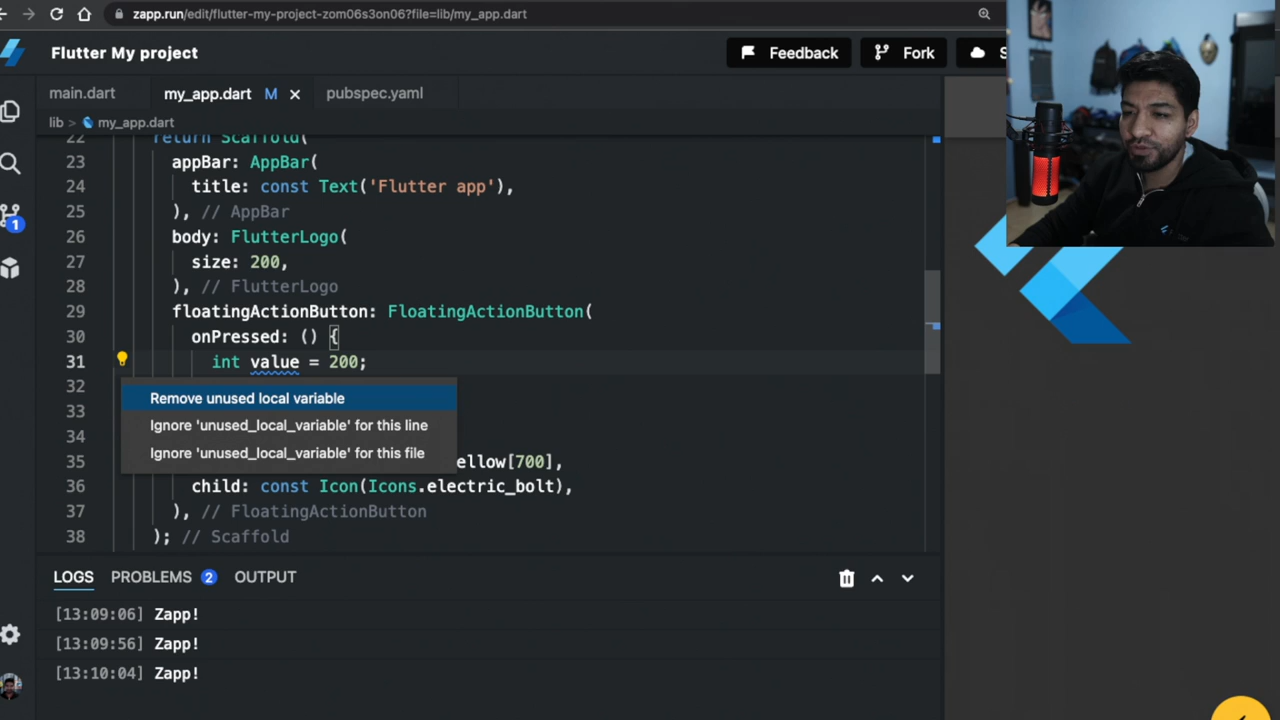 zapp.run/edit/flutter-my-project-zom06s3on06?file=lib/my_app.dart
Flutter My project
Feedback
Fork
main.dart
my_app.dart M
pubspec.yaml
lib > my_app.dart
22 return Scaffold(
23 appBar: AppBar(
24 title: const Text('Flutter app'),
25 ), // AppBar
26 body: FlutterLogo(
27 size: 200,
28 ), // FlutterLogo
29 floatingActionButton: FloatingActionButton(
30 onPressed: () {
31 int value = 200;
32
Remove unused local variable
33
Ignore 'unused_local_variable' for this line
34
Ignore 'unused_local_variable' for this file
35 ellow[700],
36 child: const Icon(Icons.electric_bolt),
37 ), // FloatingActionButton
38 ); // Scaffold
1
LOGS PROBLEMS 2 OUTPUT
[13:09:06] Zapp!
[13:09:56] Zapp!
[13:10:04] Zapp!